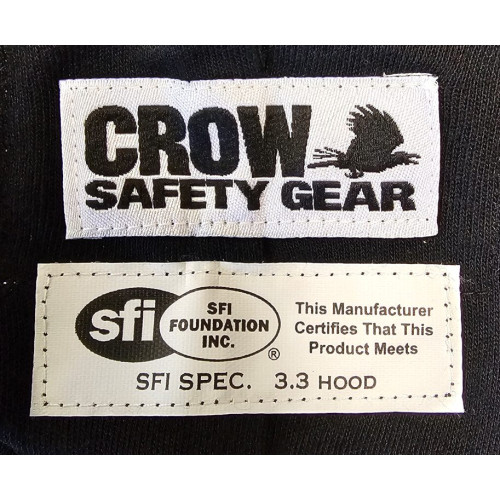 CROW
SAFETY GEAR
sfi
SFI
FOUNDATION
INC.
®
This Manufacturer
Certifies That This
Product Meets
SFI SPEC. 3.3 HOOD